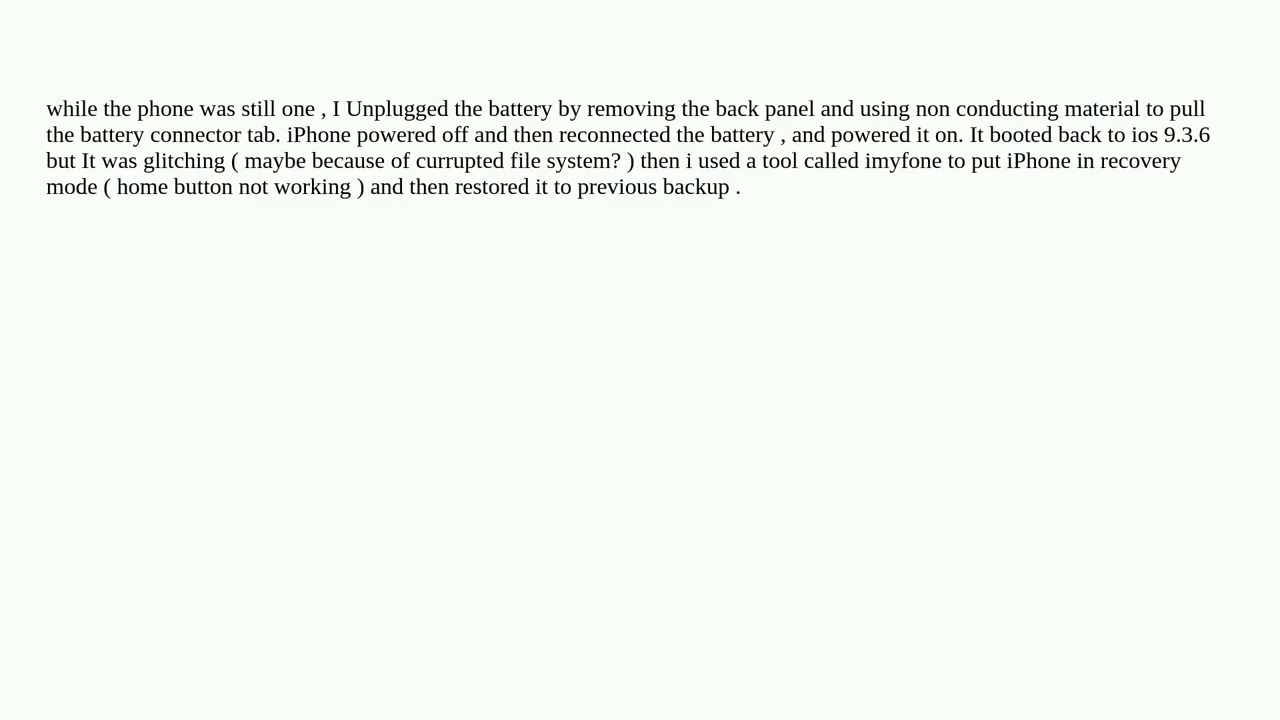 while the phone was still one , I Unplugged the battery by removing the back panel and using non conducting material to pull
the battery connector tab. iPhone powered off and then reconnected the battery , and powered it on. It booted back to ios 9.3.6
but It was glitching ( maybe because of currupted file system? ) then i used a tool called imyfone to put iPhone in recovery
mode ( home button not working ) and then restored it to previous backup .